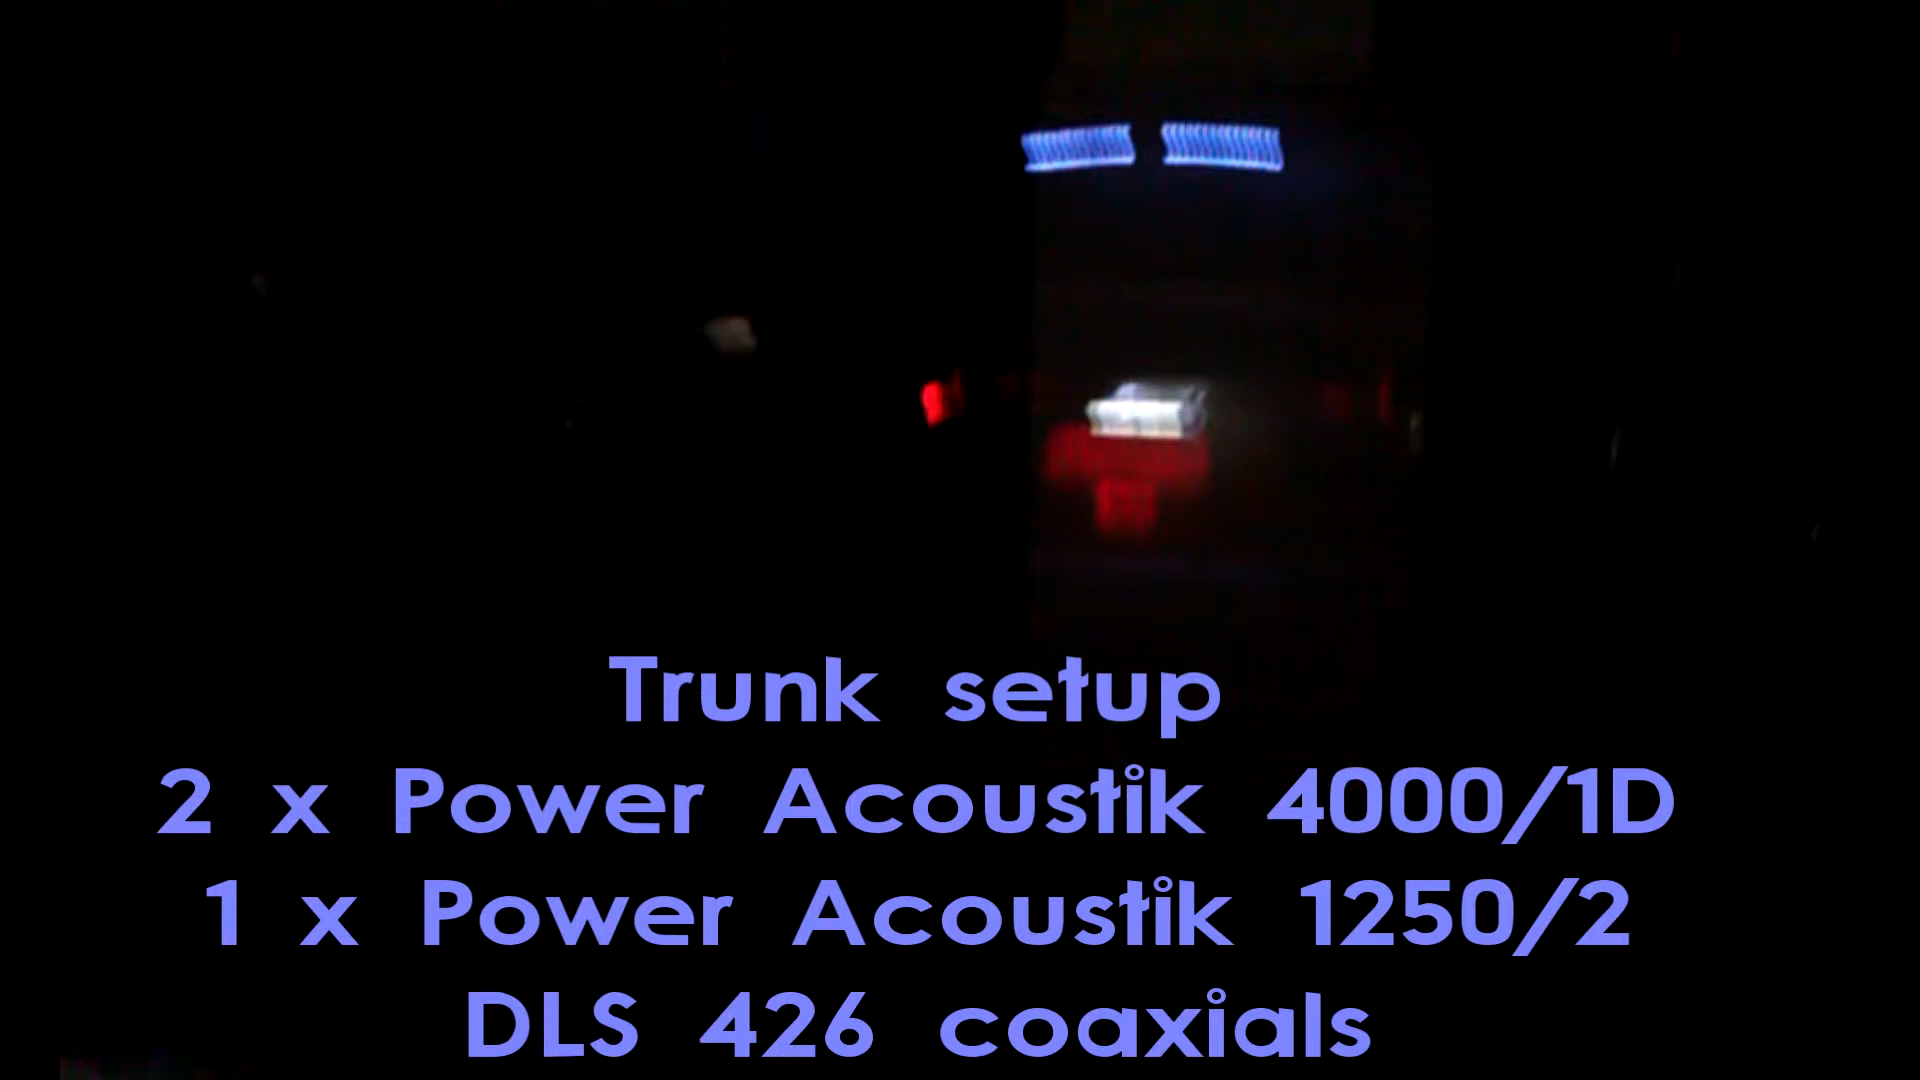 Trunk setup
2 x Power Acoustik 4000/1D
1 x Power Acoustik 1250/2
DLS 426 coaxials